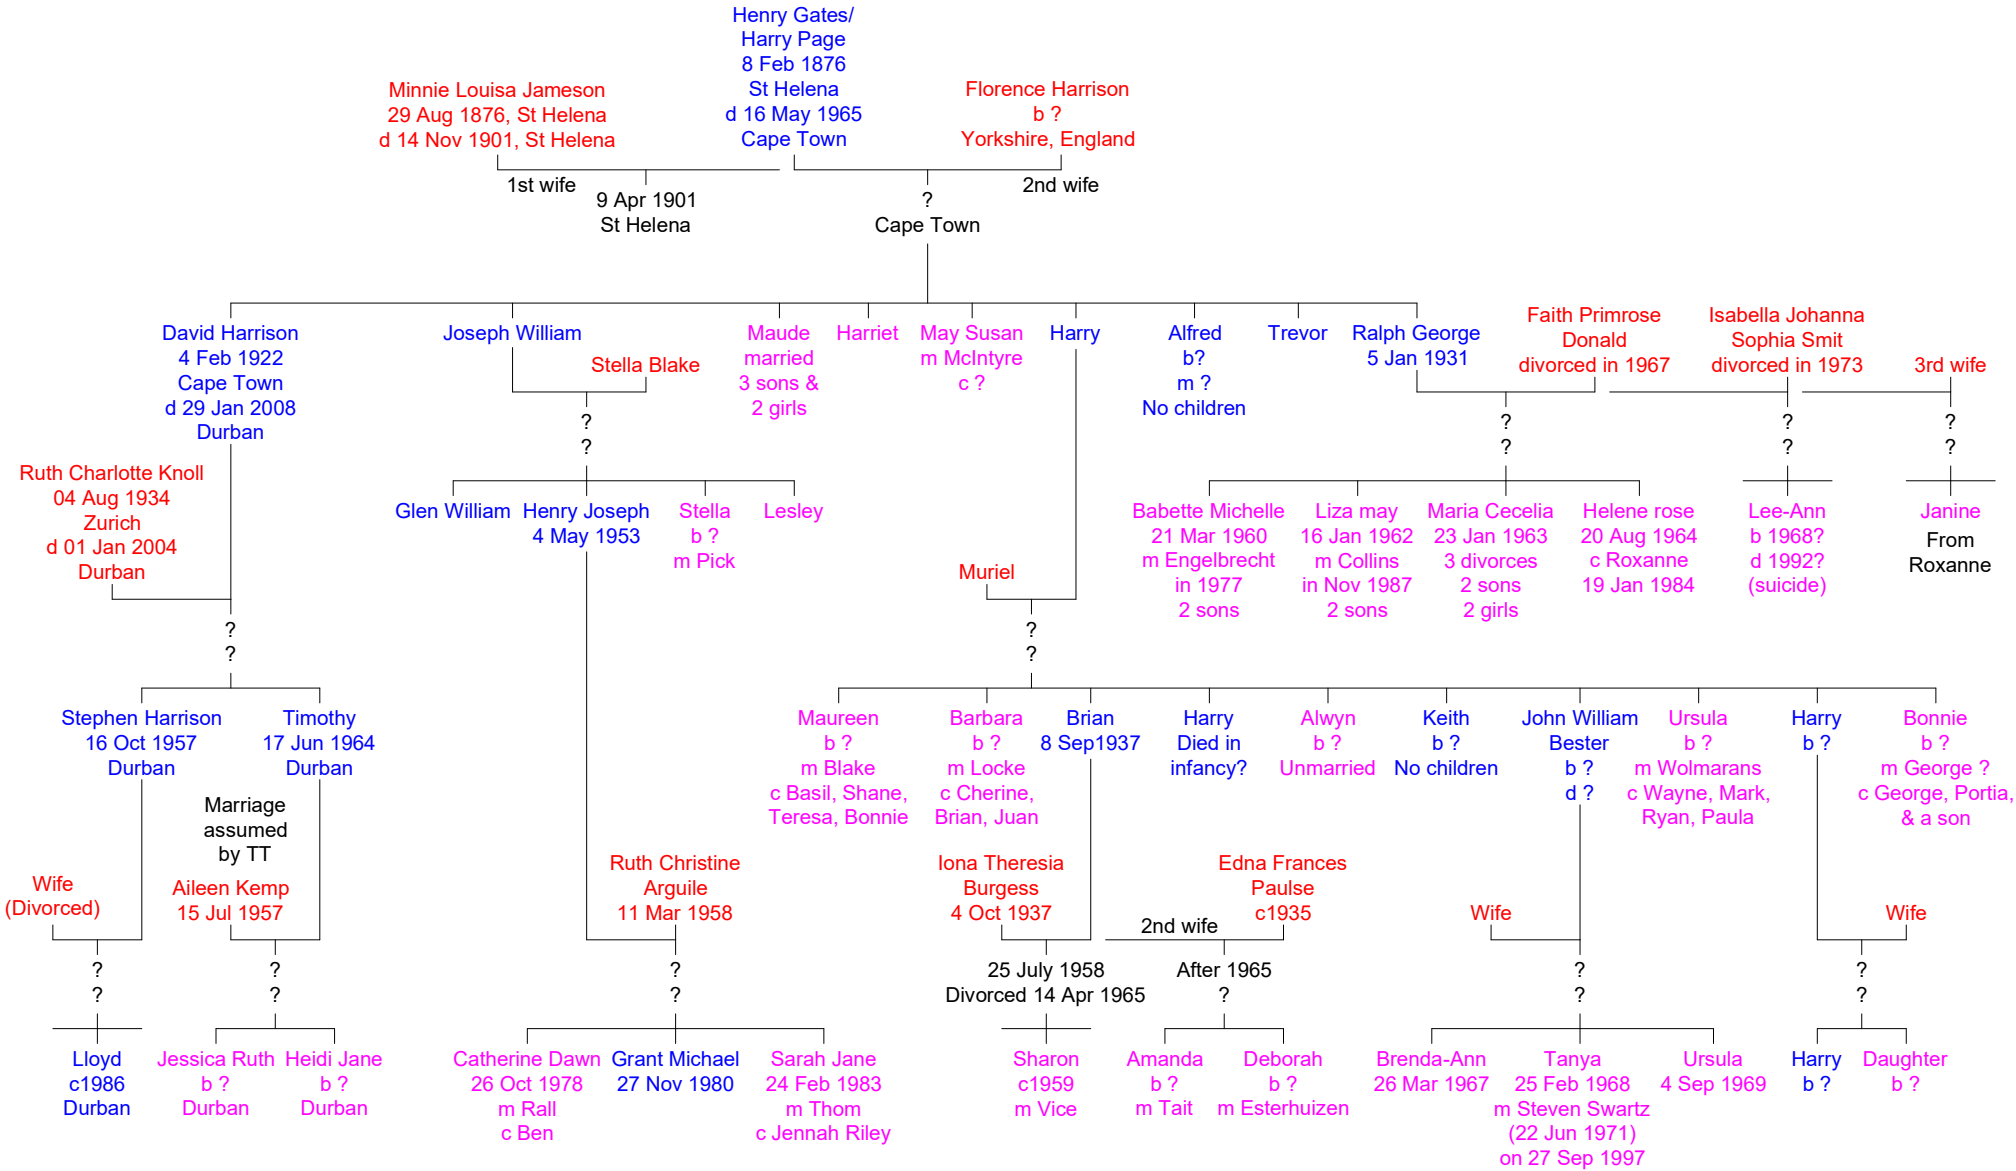 Henry Gates/
Harry Page
8 Feb 1876
St Helena
d 16 May 1965
Cape Town
Minnie Louisa Jameson
29 Aug 1876, St Helena
d 14 Nov 1901, St Helena
Florence Harrison
b ?
Yorkshire, England
1st wife
9 Apr 1901
St Helena
2nd wife
?
Cape Town
David Harrison
4 Feb 1922
Cape Town
d 29 Jan 2008
Durban
Joseph William
Stella Blake
Maude
married
3 sons &
2 girls
Harriet
May Susan
m McIntyre
c ?
Harry
Alfred
b?
m ?
No children
Trevor
Ralph George
5 Jan 1931
Faith Primrose
Donald
divorced in 1967
Isabella Johanna
Sophia Smit
divorced in 1973
3rd wife
?
?
?
?
?
?
?
?
Ruth Charlotte Knoll
04 Aug 1934
Zurich
d 01 Jan 2004
Durban
Glen William
Henry Joseph
4 May 1953
Stella
b ?
m Pick
Lesley
Muriel
Babette Michelle
21 Mar 1960
m Engelbrecht
in 1977
2 sons
Liza may
16 Jan 1962
m Collins
in Nov 1987
2 sons
Maria Cecelia
23 Jan 1963
3 divorces
2 sons
2 girls
Helene rose
20 Aug 1964
c Roxanne
19 Jan 1984
Lee-Ann
b 1968?
d 1992?
(suicide)
Janine
From
Roxanne
?
?
?
?
Stephen Harrison
16 Oct 1957
Durban
Timothy
17 Jun 1964
Durban
Maureen
b ?
m Blake
c Basil, Shane,
Teresa, Bonnie
Barbara
b ?
m Locke
c Cherine,
Brian, Juan
Brian
8 Sep1937
Harry
Died in
infancy?
Alwyn
b ?
Unmarried
Keith
b ?
No children
John William
Bester
b ?
d ?
Ursula
b ?
m Wolmarans
c Wayne, Mark,
Ryan, Paula
Harry
b ?
Bonnie
b ?
m George ?
c George, Portia,
& a son
Marriage
assumed
by TT
Wife
(Divorced)
Aileen Kemp
15 Jul 1957
Ruth Christine
Arguile
11 Mar 1958
Iona Theresia
Burgess
4 Oct 1937
2nd wife
Edna Frances
Paulse
c1935
Wife
Wife
?
?
?
?
?
?
25 July 1958
Divorced 14 Apr 1965
After 1965
?
?
?
?
?
Lloyd
c1986
Durban
Jessica Ruth
b ?
Durban
Heidi Jane
b ?
Durban
Catherine Dawn
26 Oct 1978
m Rall
c Ben
Grant Michael
27 Nov 1980
Sarah Jane
24 Feb 1983
m Thom
c Jennah Riley
Sharon
c1959
m Vice
Amanda
b ?
m Tait
Deborah
b ?
m Esterhuizen
Brenda-Ann
26 Mar 1967
Tanya
25 Feb 1968
m Steven Swartz
(22 Jun 1971)
on 27 Sep 1997
Ursula
4 Sep 1969
Harry
b ?
Daughter
b ?